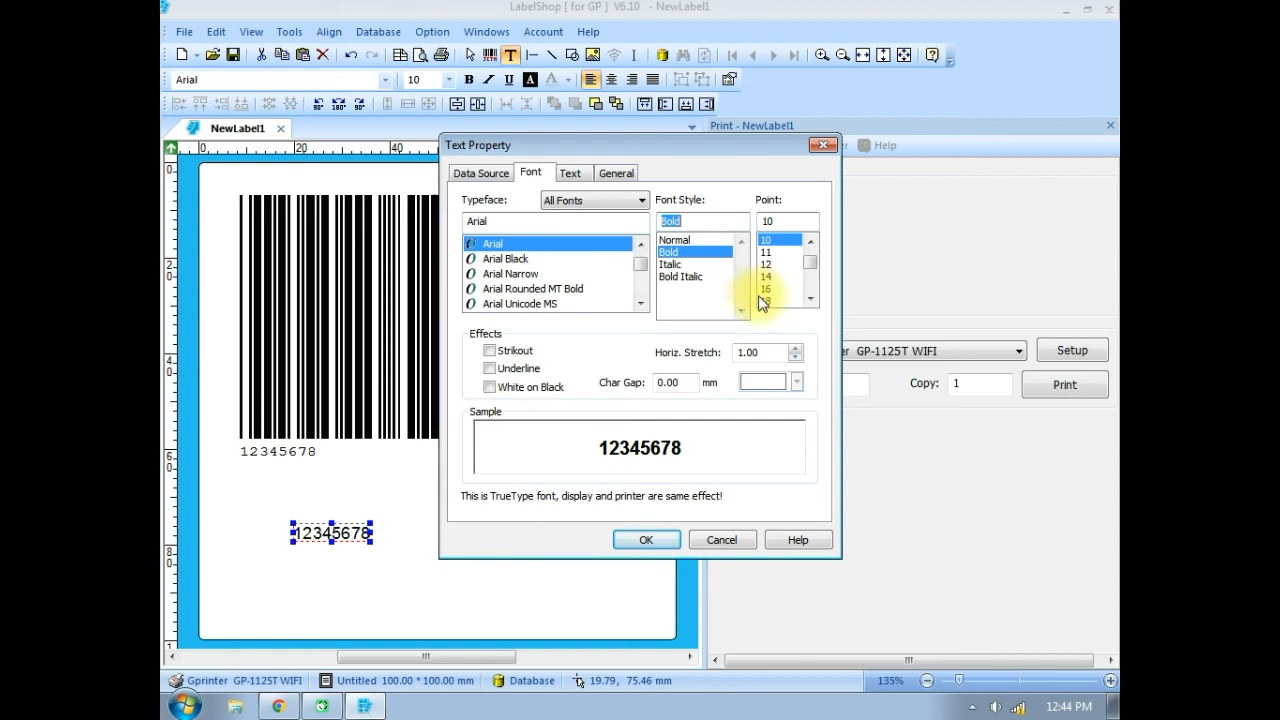 LabelShop [ for GP ] V6.10 - NewLabel1
File Edit View Tools Align Database Option Windows Account Help
Arial 10 B I U A A
NewLabel1
Print - NewLabel1
0 20 40
Help
0
20
40
60
80
1
12345678
12345678
Text Property
Data Source Font Text General
Typeface: All Fonts Font Style: Point:
Arial Bold 10
Arial Normal 10
Arial Black Bold 11
Arial Narrow Italic 12
Arial Rounded MT Bold Bold Italic 14
Arial Unicode MS 16
Effects
Strikout Horiz. Stretch: 1.00
Underline
White on Black Char Gap: 0.00 mm
Sample
12345678
This is TrueType font, display and printer are same effect!
OK Cancel Help
GP-1125T WIFI Setup
Copy: 1 Print
Gprinter GP-1125T WIFI Untitled 100.00 * 100.00 mm Database 19.79, 75.46 mm 135%
12:44 PM